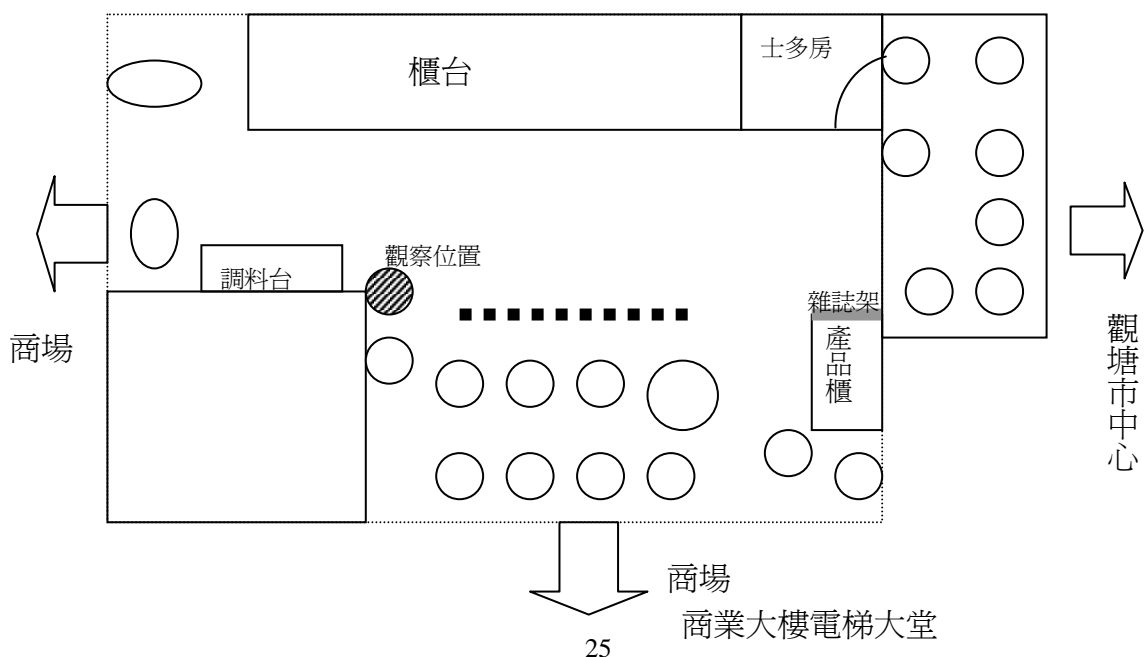 櫃台
士多房
觀察位置
調料台
雜誌架
產品櫃
商場
觀塘市中心
商場
商業大樓電梯大堂
25